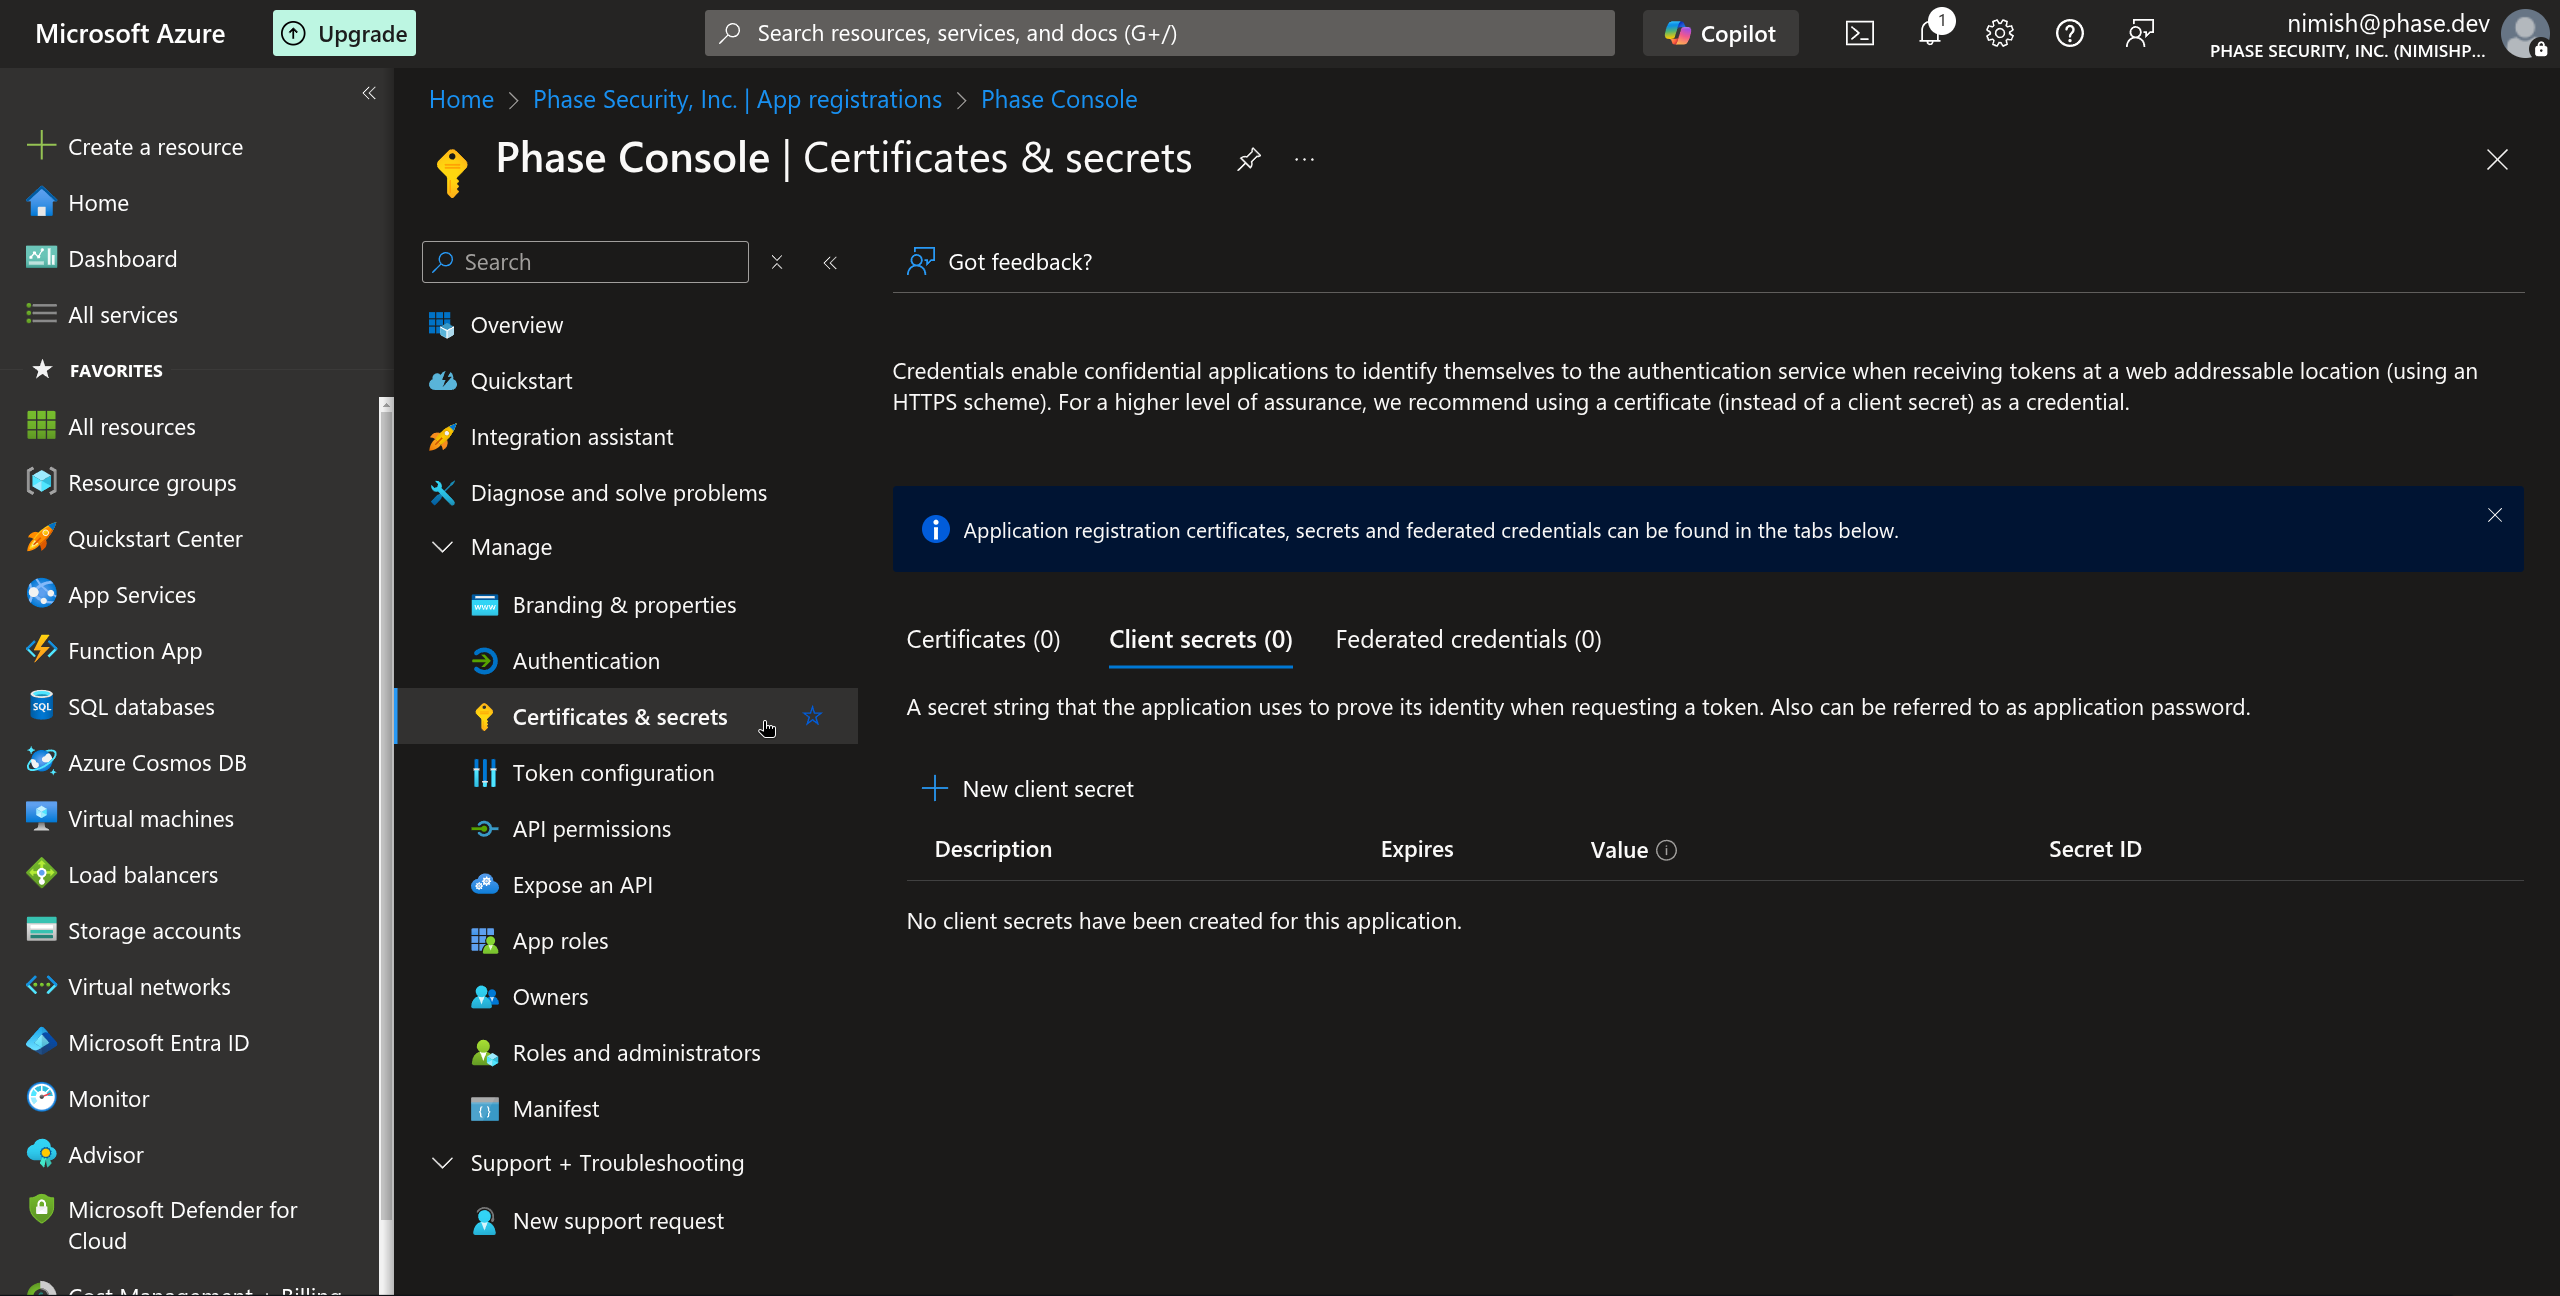 Microsoft Azure
Upgrade
Search resources, services, and docs (G+/)
Copilot
1
nimish@phase.dev
PHASE SECURITY, INC. (NIMISHP...
Create a resource
Home
Dashboard
All services
FAVORITES
All resources
Resource groups
Quickstart Center
App Services
Function App
SQL databases
Azure Cosmos DB
Virtual machines
Load balancers
Storage accounts
Virtual networks
Microsoft Entra ID
Monitor
Advisor
Microsoft Defender for
Cloud
Cost Management + Billing
Home > Phase Security, Inc. | App registrations > Phase Console
Phase Console | Certificates & secrets
Search
Overview
Quickstart
Integration assistant
Diagnose and solve problems
Manage
Branding & properties
Authentication
Certificates & secrets
Token configuration
API permissions
Expose an API
App roles
Owners
Roles and administrators
Manifest
Support + Troubleshooting
New support request
Got feedback?
Credentials enable confidential applications to identify themselves to the authentication service when receiving tokens at a web addressable location (using an
HTTPS scheme). For a higher level of assurance, we recommend using a certificate (instead of a client secret) as a credential.
Application registration certificates, secrets and federated credentials can be found in the tabs below.
Certificates (0) Client secrets (0) Federated credentials (0)
A secret string that the application uses to prove its identity when requesting a token. Also can be referred to as application password.
New client secret
Description Expires Value Secret ID
No client secrets have been created for this application.